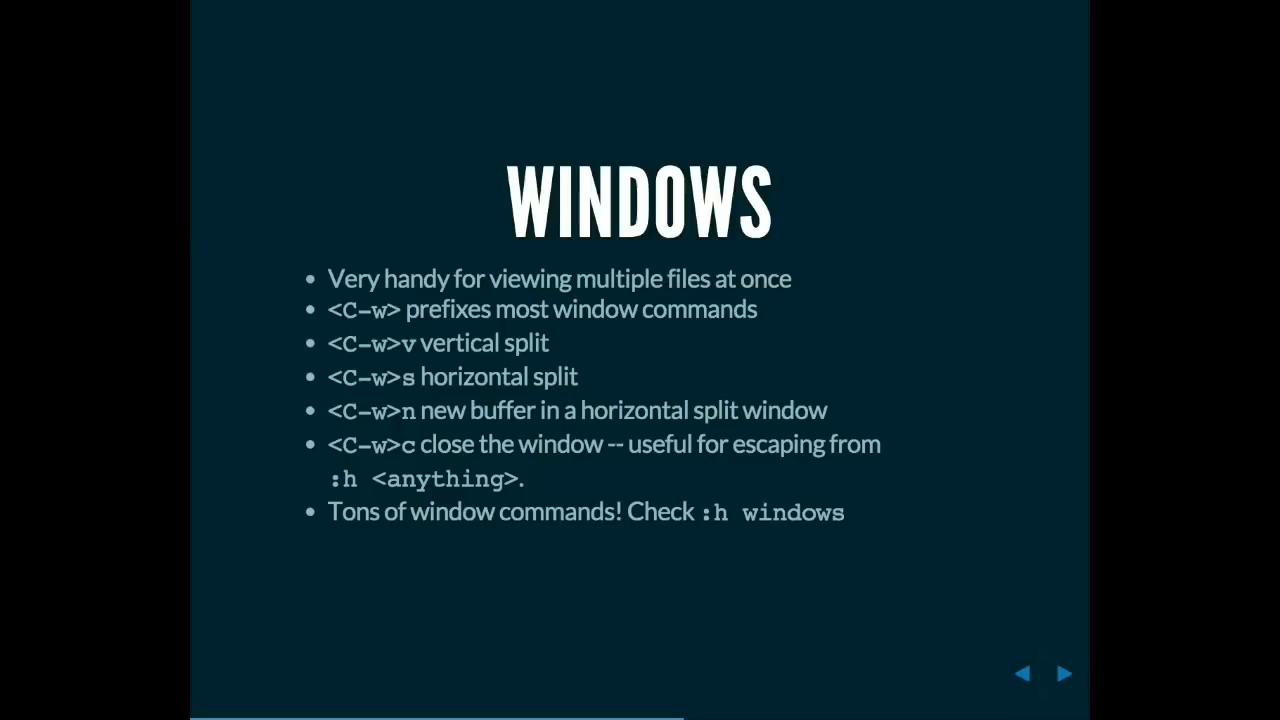 WINDOWS
• Very handy for viewing multiple files at once
• <C-w> prefixes most window commands
• <C-w>v vertical split
• <C-w>s horizontal split
• <C-w>n new buffer in a horizontal split window
• <C-w>c close the window -- useful for escaping from
:h <anything>.
• Tons of window commands! Check :h windows